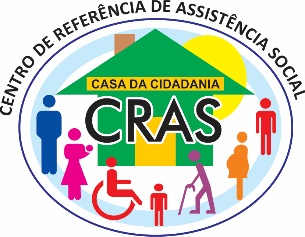 CENTRO DE REFERÊNCIA DE ASSISTÊNCIA SOCIAL
CASA DA CIDADANIA
CRAS